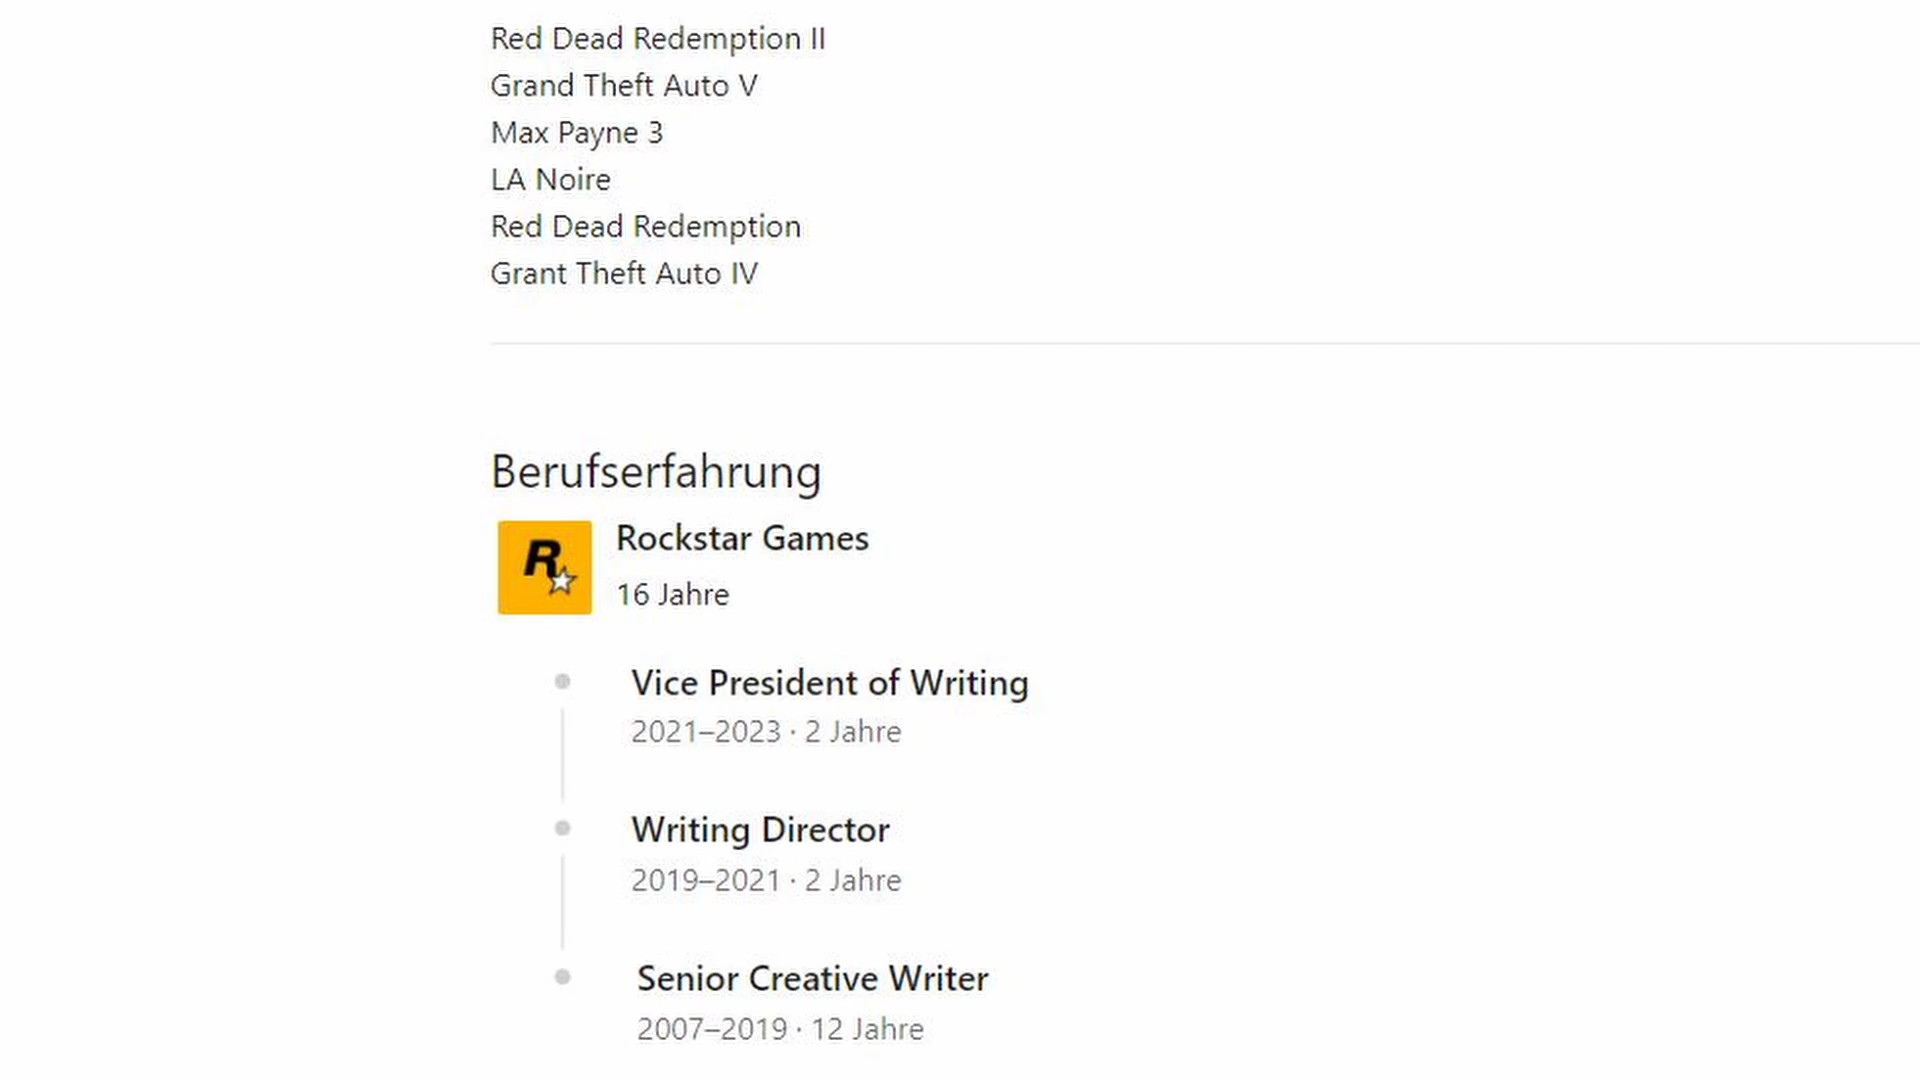 Red Dead Redemption II
Grand Theft Auto V
Max Payne 3
LA Noire
Red Dead Redemption
Grant Theft Auto IV
Berufserfahrung
R
Rockstar Games
16 Jahre
Vice President of Writing
2021–2023 · 2 Jahre
Writing Director
2019–2021 · 2 Jahre
Senior Creative Writer
2007–2019 · 12 Jahre